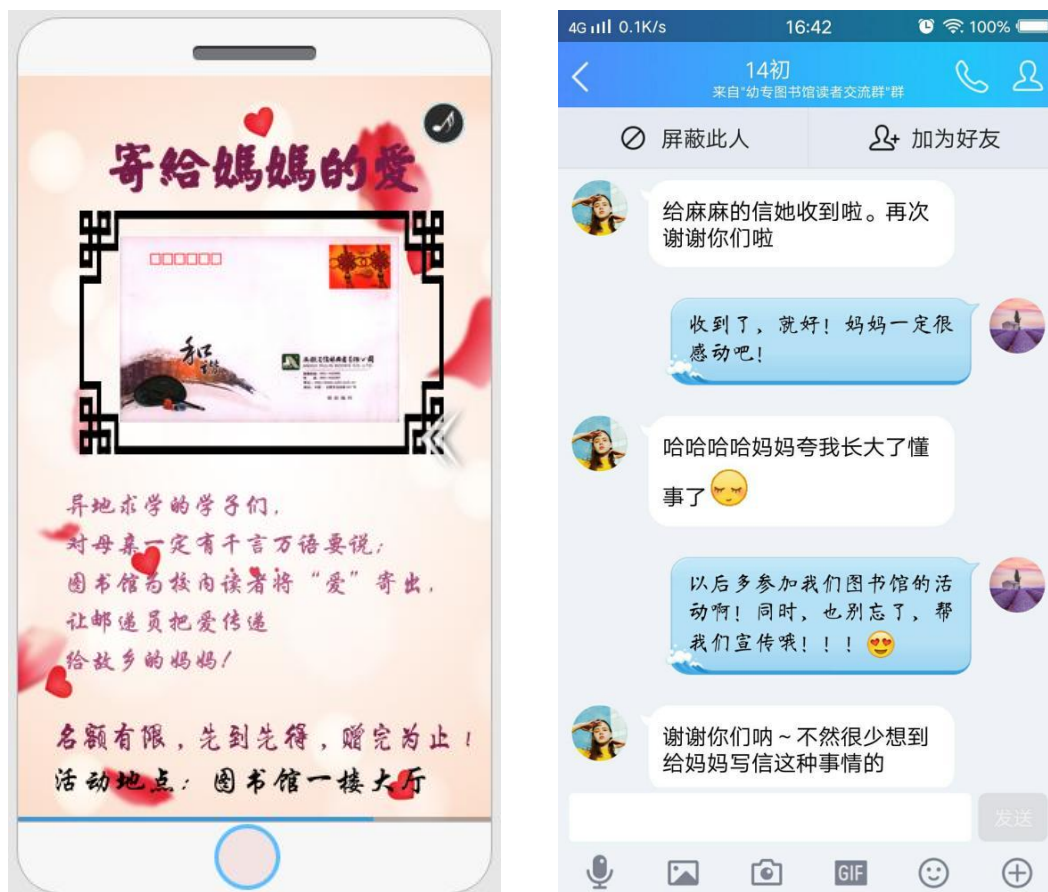 寄給媽媽的愛
和
谐
异地求学的学子们，
对母亲一定有千言万语要说；
图书馆为校内读者将“爱”寄出，
让邮递员把爱传递
给故乡的妈妈！
名额有限，先到先得，赠完为止！
活动地点：图书馆一楼大厅
4G 0.1K/s 16:42 100%
14初
来自"幼专图书馆读者交流群"群
屏蔽此人 加为好友
给麻麻的信她收到啦。再次
谢谢你们啦
收到了，就好！妈妈一定很
感动吧！
哈哈哈哈妈妈夸我长大了懂
事了
以后多参加我们图书馆的活
动啊！同时，也别忘了，帮
我们宣传哦！！！
谢谢你们呐～不然很少想到
给妈妈写信这种事情的
发送
GIF